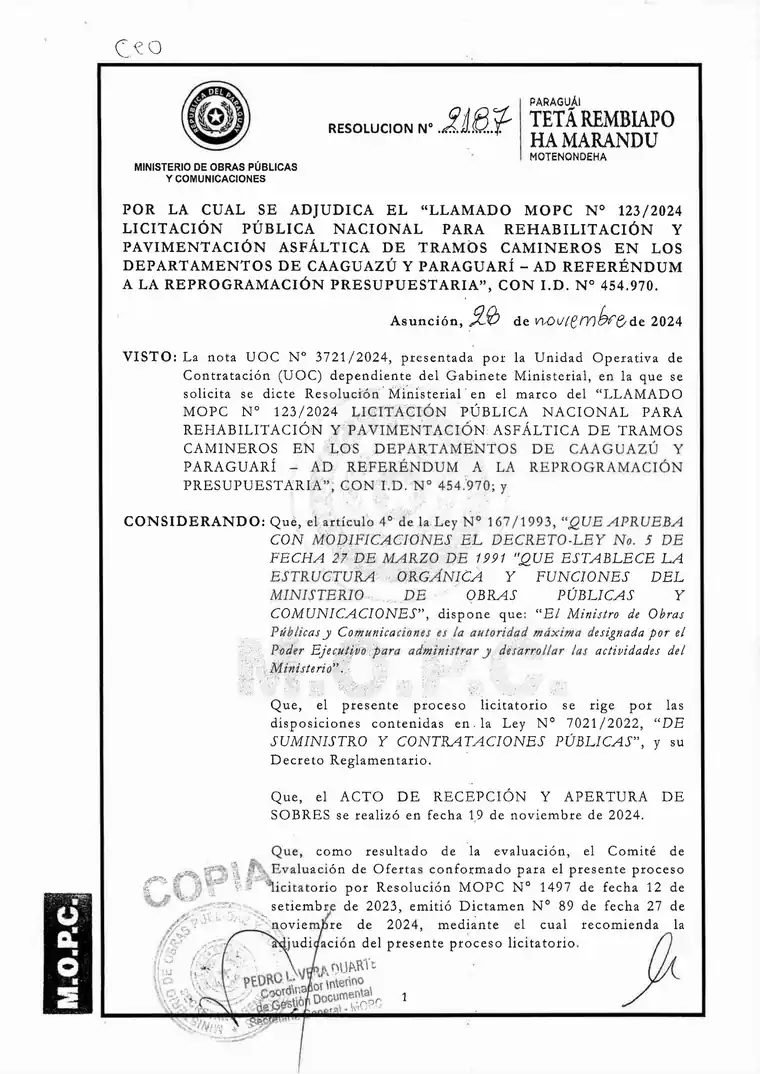 CeO
REPUBLICA DEL PARAGUAY
MINISTERIO DE OBRAS PÚBLICAS
Y COMUNICACIONES
RESOLUCION N° 2187
PARAGUÁI
TETÃ REMBIAPO
HA MARANDU
MOTENONDEHA
POR LA CUAL SE ADJUDICA EL “LLAMADO MOPC N° 123/2024
LICITACIÓN PÚBLICA NACIONAL PARA REHABILITACIÓN Y
PAVIMENTACIÓN ASFÁLTICA DE TRAMOS CAMINEROS EN LOS
DEPARTAMENTOS DE CAAGUAZÚ Y PARAGUARÍ – AD REFERÉNDUM
A LA REPROGRAMACIÓN PRESUPUESTARIA”, CON I.D. N° 454.970.
Asunción, 28 de noviembre de 2024
VISTO: La nota UOC N° 3721/2024, presentada por la Unidad Operativa de
Contratación (UOC) dependiente del Gabinete Ministerial, en la que se
solicita se dicte Resolución Ministerial en el marco del “LLAMADO
MOPC N° 123/2024 LICITACIÓN PÚBLICA NACIONAL PARA
REHABILITACIÓN Y PAVIMENTACIÓN ASFÁLTICA DE TRAMOS
CAMINEROS EN LOS DEPARTAMENTOS DE CAAGUAZÚ Y
PARAGUARÍ – AD REFERÉNDUM A LA REPROGRAMACIÓN
PRESUPUESTARIA”, CON I.D. N° 454.970; y
CONSIDERANDO: Que, el artículo 4° de la Ley N° 167/1993, “QUE APRUEBA
CON MODIFICACIONES EL DECRETO-LEY No. 5 DE
FECHA 27 DE MARZO DE 1991 "QUE ESTABLECE LA
ESTRUCTURA ORGÁNICA Y FUNCIONES DEL
MINISTERIO DE OBRAS PÚBLICAS Y
COMUNICACIONES”, dispone que: “El Ministro de Obras
Públicas y Comunicaciones es la autoridad máxima designada por el
Poder Ejecutivo para administrar y desarrollar las actividades del
Ministerio”.
M.O.P.C.
Que, el presente proceso licitatorio se rige por las
disposiciones contenidas en la Ley N° 7021/2022, “DE
SUMINISTRO Y CONTRATACIONES PÚBLICAS”, y su
Decreto Reglamentario.
Que, el ACTO DE RECEPCIÓN Y APERTURA DE
SOBRES se realizó en fecha 19 de noviembre de 2024.
Que, como resultado de la evaluación, el Comité de
Evaluación de Ofertas conformado para el presente proceso
licitatorio por Resolución MOPC N° 1497 de fecha 12 de
setiembre de 2023, emitió Dictamen N° 89 de fecha 27 de
noviembre de 2024, mediante el cual recomienda la
adjudicación del presente proceso licitatorio.
COPIA
PEDRO L. VERA DUARTE
Coordinador Interino
de Gestión Documental
Secretaría General - MOPC
M.O.P.C.
1